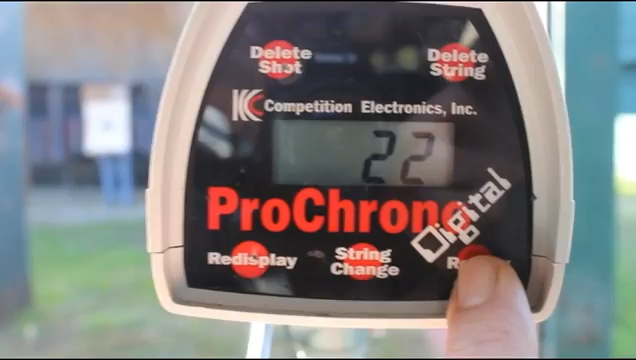 Delete
Shot
Delete
String
Competition Electronics, Inc.
22
ProChrono
Digital
Redisplay
String
Change